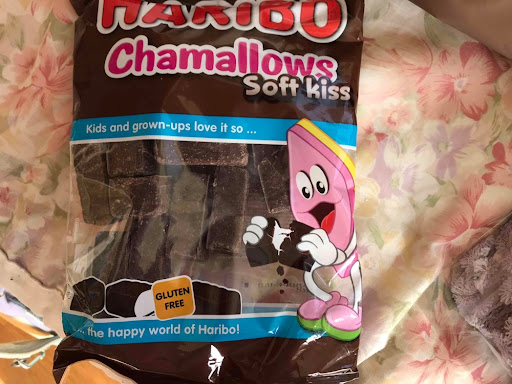 HARIBO
Chamallows
Soft kiss
Kids and grown-ups love it so ...
GLUTEN
FREE
... the happy world of Haribo!